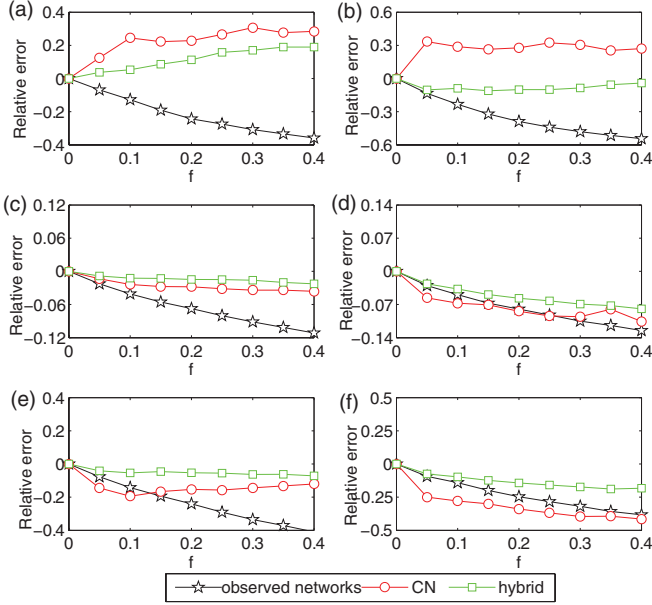 (a)
Relative error
0.4
0.2
0
−0.2
−0.4
0 0.1 0.2 0.3 0.4
f
(b)
Relative error
0.6
0.3
0
−0.3
−0.6
0 0.1 0.2 0.3 0.4
f
(c)
Relative error
0.12
0.06
0
−0.06
−0.12
0 0.1 0.2 0.3 0.4
f
(d)
Relative error
0.14
0.07
0
−0.07
−0.14
0 0.1 0.2 0.3 0.4
f
(e)
Relative error
0.4
0.2
0
−0.2
−0.4
0 0.1 0.2 0.3 0.4
f
(f)
Relative error
0.5
0.25
0
−0.25
−0.5
0 0.1 0.2 0.3 0.4
f
observed networks CN hybrid